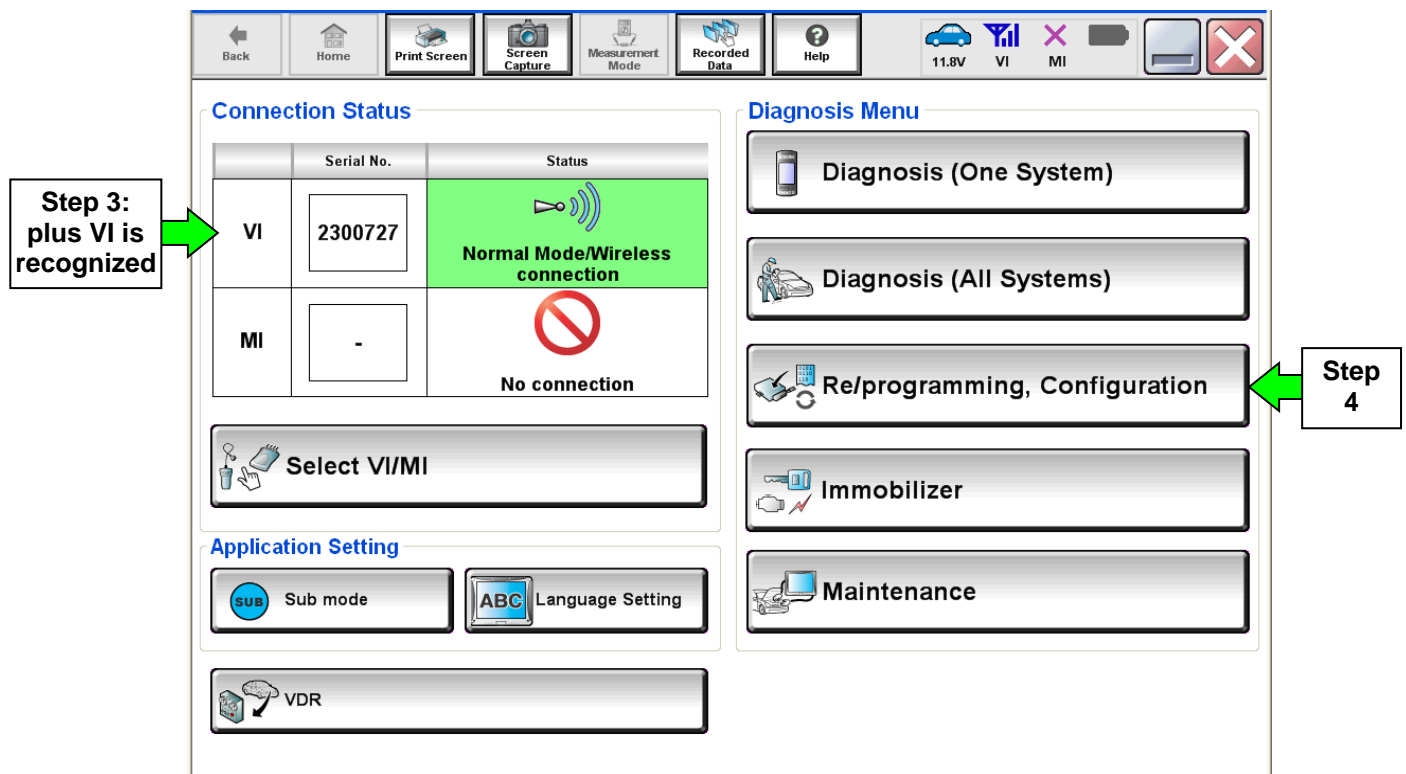 Back
Home
Print Screen
Screen
Capture
Measurement
Mode
Recorded
Data
?
Help
11.8V
VI
MI
Connection Status
Serial No.
Status
VI
2300727
Normal Mode/Wireless
connection
MI
-
No connection
Select VI/MI
Application Setting
SUB
Sub mode
ABC
Language Setting
VDR
Diagnosis Menu
Diagnosis (One System)
Diagnosis (All Systems)
Re/programming, Configuration
Immobilizer
Maintenance
Step 3:
plus VI is
recognized
Step
4